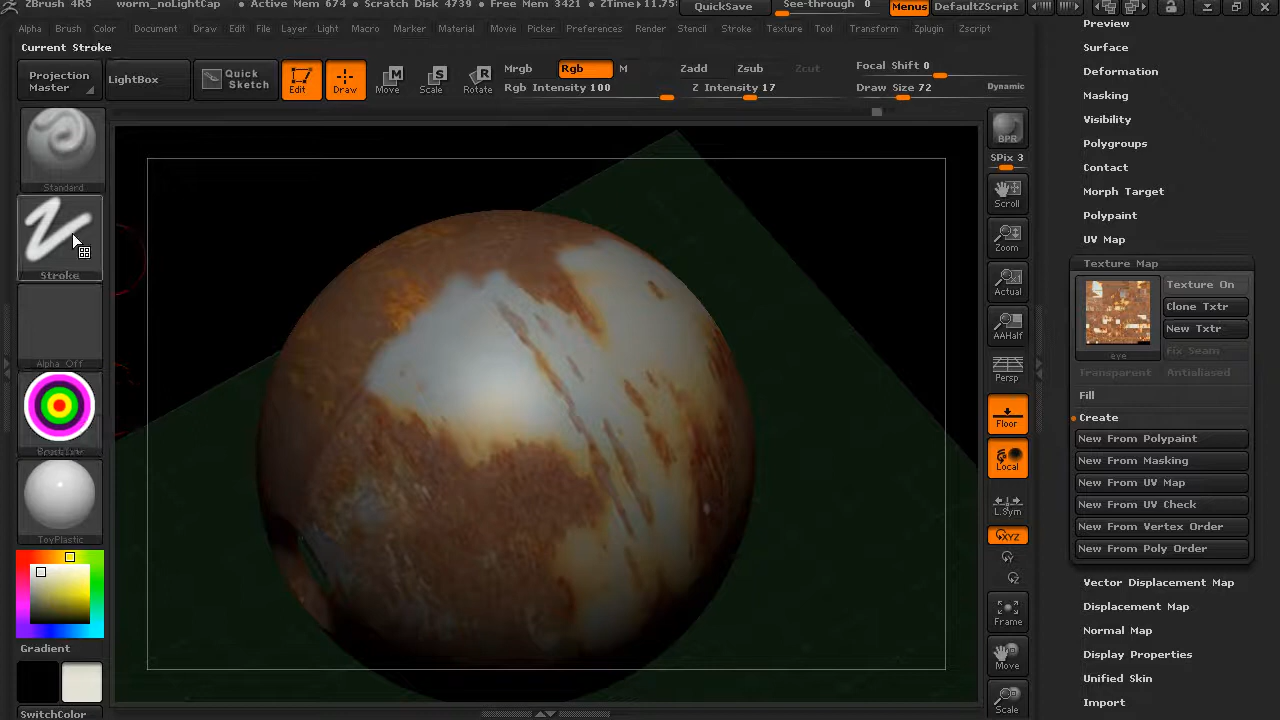 ZBrush 4R5 worm_noLightCap • Active Mem 674 • Scratch Disk 4739 • Free Mem 3421 • ZTime▸11.75 QuickSave See-through 0 Menus DefaultZScript
Alpha Brush Color Document Draw Edit File Layer Light Macro Marker Material Movie Picker Preferences Render Stencil Stroke Texture Tool Transform Zplugin Zscript
Current Stroke
Projection Master
LightBox
Quick Sketch
Edit
Draw
Move
Scale
Rotate
Mrgb Rgb M
Rgb Intensity 100
Zadd Zsub Zcut
Z Intensity 17
Focal Shift 0
Draw Size 72
Dynamic
Standard
Stroke
Alpha Off
ToyPlastic
Gradient
SwitchColor
BPR
SPix 3
Scroll
Zoom
Actual
AAHalf
Persp
Floor
Local
L.Sym
XYZ
Frame
Move
Scale
Preview
Surface
Deformation
Masking
Visibility
Polygroups
Contact
Morph Target
Polypaint
UV Map
Texture Map
eye
Texture On
Clone Txtr
New Txtr
Fix Seam
Transparent Antialiased
Fill
Create
New From Polypaint
New From Masking
New From UV Map
New From UV Check
New From Vertex Order
New From Poly Order
Vector Displacement Map
Displacement Map
Normal Map
Display Properties
Unified Skin
Import